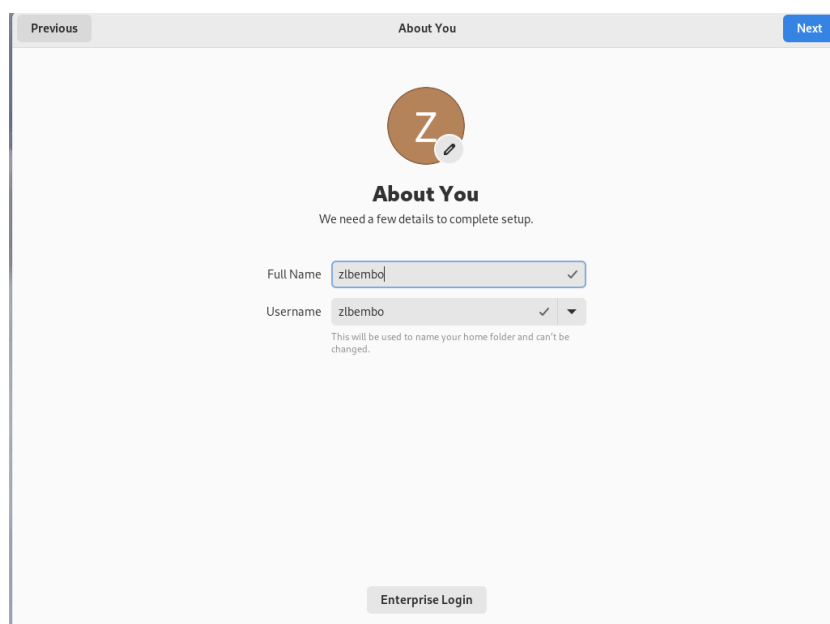 Previous
About You
Next
Z
About You
We need a few details to complete setup.
Full Name
zlbembo
Username
zlbembo
This will be used to name your home folder and can't be
changed.
Enterprise Login